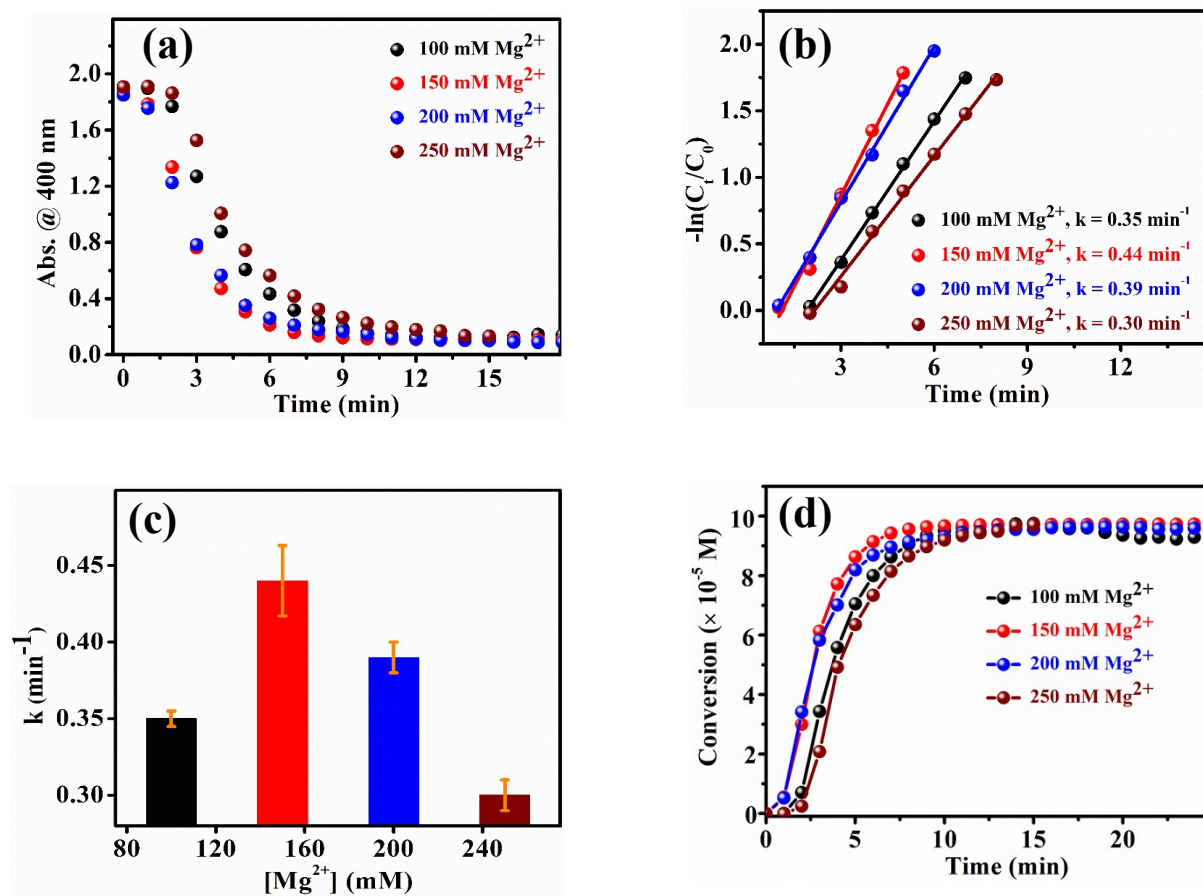 (a)
100 mM Mg²⁺
150 mM Mg²⁺
200 mM Mg²⁺
250 mM Mg²⁺
2.0
1.6
1.2
0.8
0.4
0.0
Abs. @ 400 nm
0 3 6 9 12 15
Time (min)
(b)
2.0
1.5
1.0
0.5
0.0
-ln(Cₜ/C₀)
100 mM Mg²⁺, k = 0.35 min⁻¹
150 mM Mg²⁺, k = 0.44 min⁻¹
200 mM Mg²⁺, k = 0.39 min⁻¹
250 mM Mg²⁺, k = 0.30 min⁻¹
3 6 9 12
Time (min)
(c)
0.45
0.40
0.35
0.30
k (min⁻¹)
80 120 160 200 240
[Mg²⁺] (mM)
(d)
10
8
6
4
2
0
Conversion (× 10⁻⁵ M)
100 mM Mg²⁺
150 mM Mg²⁺
200 mM Mg²⁺
250 mM Mg²⁺
0 5 10 15 20
Time (min)